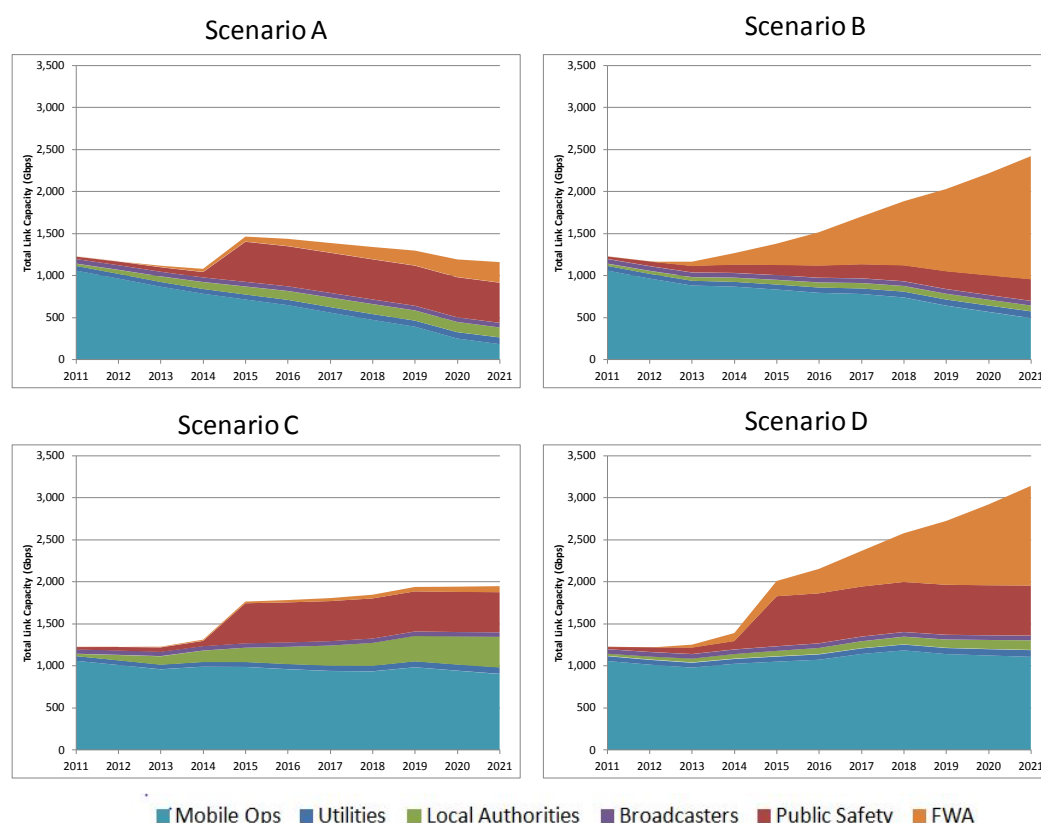 Scenario A
Scenario B
Total Link Capacity (Gbps)
3,500
3,000
2,500
2,000
1,500
1,000
500
0
2011 2012 2013 2014 2015 2016 2017 2018 2019 2020 2021
Total Link Capacity (Gbps)
3,500
3,000
2,500
2,000
1,500
1,000
500
0
2011 2012 2013 2014 2015 2016 2017 2018 2019 2020 2021
Scenario C
Scenario D
Total Link Capacity (Gbps)
3,500
3,000
2,500
2,000
1,500
1,000
500
0
2011 2012 2013 2014 2015 2016 2017 2018 2019 2020 2021
Total Link Capacity (Gbps)
3,500
3,000
2,500
2,000
1,500
1,000
500
0
2011 2012 2013 2014 2015 2016 2017 2018 2019 2020 2021
Mobile Ops Utilities Local Authorities Broadcasters Public Safety FWA